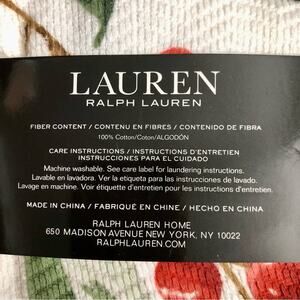 LAUREN
RALPH LAUREN
FIBER CONTENT / CONTENU EN FIBRES / CONTENIDO DE FIBRA
100% Cotton/Coton/ALGODÓN
CARE INSTRUCTIONS / INSTRUCTIONS D'ENTRETIEN
INSTRUCCIONES PARA EL CUIDADO
Machine washable. See care label for laundering instructions.
Lavable en lavadora. Ver la etiqueta para las instrucciones de lavado.
Lavage en machine. Voir étiquette d'entretien pour les instructions de lavage.
MADE IN CHINA / FABRIQUÉ EN CHINE / HECHO EN CHINA
RALPH LAUREN HOME
650 MADISON AVENUE NEW YORK, NY 10022
RALPHLAUREN.COM